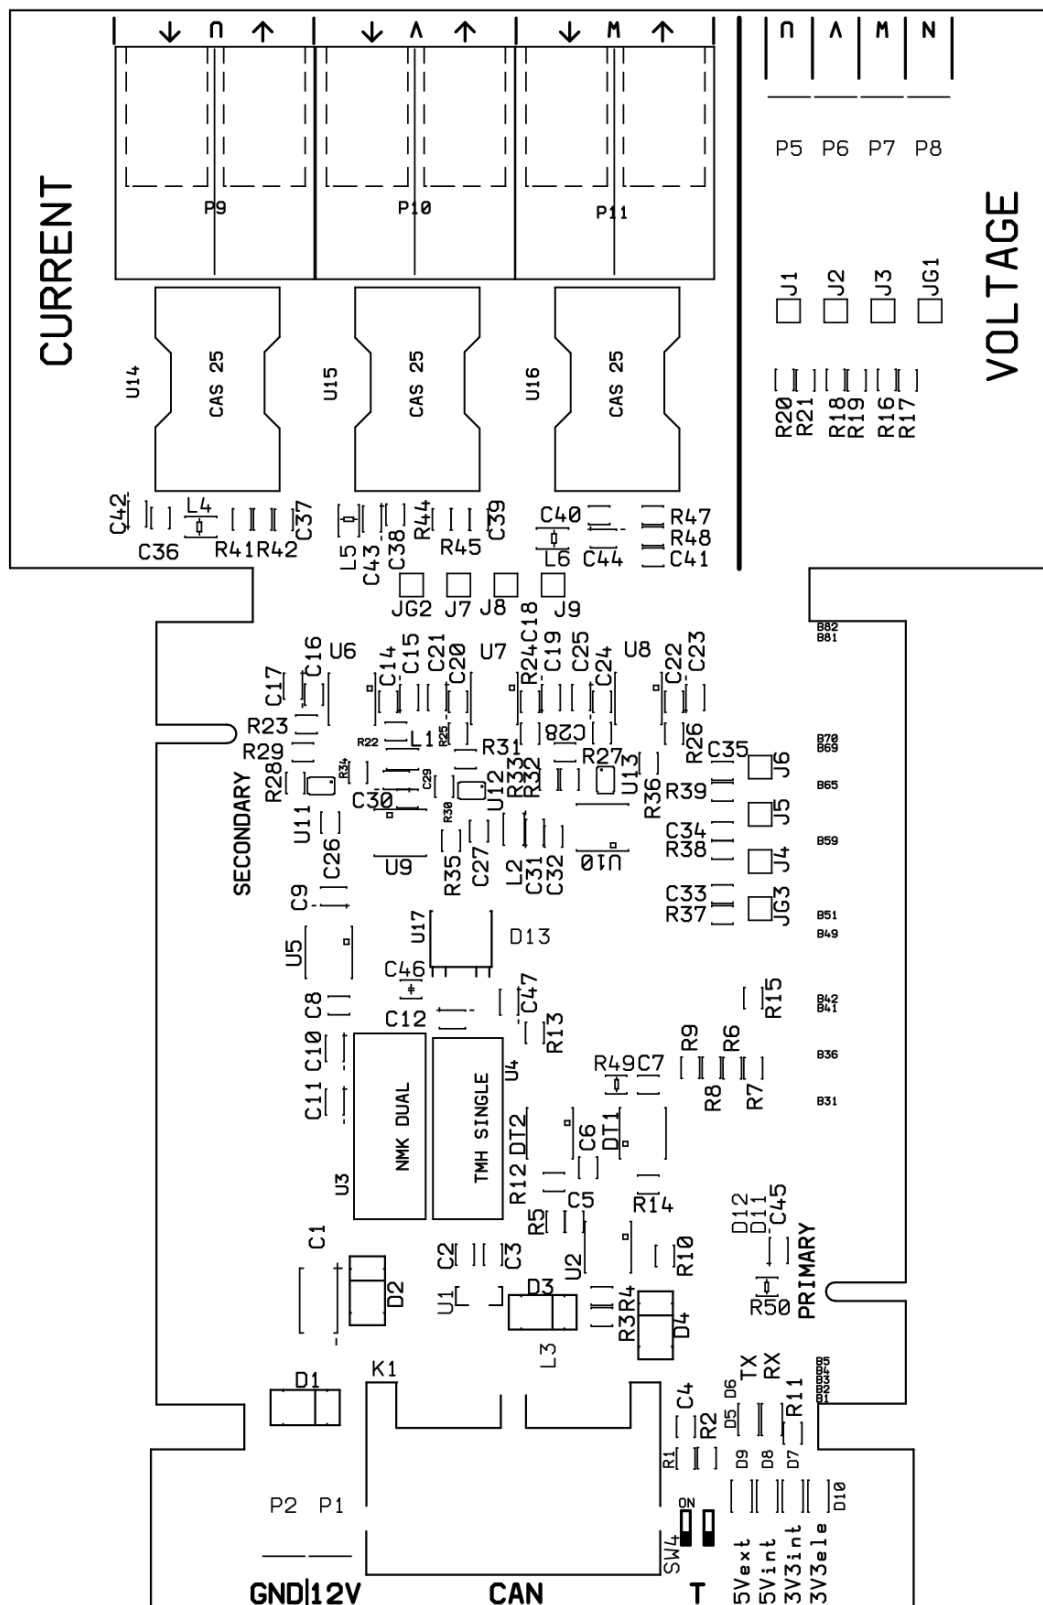 U V W U V W N
P5 P6 P7 P8
P9 P10 P11
CURRENT
VOLTAGE
J1 J2 J3 JG1
U14 CAS 25 U15 CAS 25 U16 CAS 25
R20 R21 R18 R19 R16 R17
C42 C36 L4 R41 R42 C37 L5 C43 C38 R44 R45 C39 C40 L6 C44 R47
R48
C41
JG2 J7 J8 J9
B82
B81
C17 C16 U6 C14 C15 C21 C20 U7 R24 C18 C19 C25 C24 U8 C22 C23
R23 R22 L1 R25 R31 C28 R27 R26 C35 J6
B70
B69
R29
R28 R34 C30 C29 R30 U12 R33 R32 U13 R36 R39 J5
B65
SECONDARY
U11 C26 U9 R35 C27 L2 C31 C32 U10 C34
R38 J4
B59
C9 C33
R37 JG3
B51
B49
U5 U17 D13
C46
C8 C12 C47 R13 R15
B42
B41
C10 U4 R49 C7 R9 R8 R6 R7
B36
C11 NMK DUAL TMH SINGLE DT2 C6 DT1
B31
U3 R12 R14
C5 R5 D12 D11 C45
C1 C2 C3 U2 R10 PRIMARY
D2 U1 D3 R4 R3 D4 R50
L3
K1 TX RX
B5
B4
B3
B2
B1
D1 C4 R2 D5 D6 R11
R1 D9 D8 D7
P2 P1 ON D10
SW4 5Vext 5Vint 3V3int 3V3ele
GND|12V CAN T